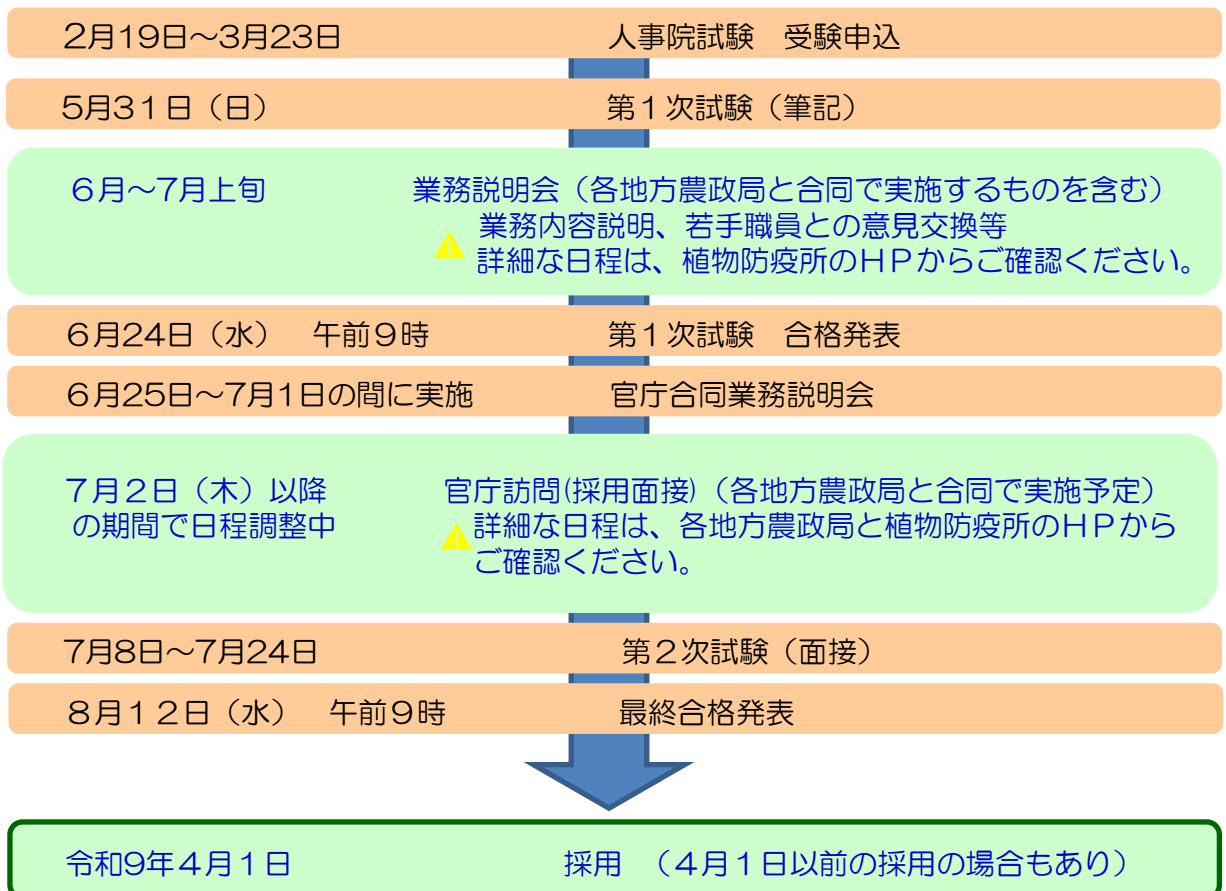 2月19日～3月23日　人事院試験　受験申込
5月31日（日）　第１次試験（筆記）
６月～7月上旬　業務説明会（各地方農政局と合同で実施するものを含む）
業務内容説明、若手職員との意見交換等
詳細な日程は、植物防疫所のＨＰからご確認ください。
６月24日（水）　午前９時　第１次試験　合格発表
６月25日～7月1日の間に実施　官庁合同業務説明会
７月２日（木）以降　官庁訪問(採用面接)（各地方農政局と合同で実施予定）
の期間で日程調整中　詳細な日程は、各地方農政局と植物防疫所のＨＰから
ご確認ください。
7月8日～7月24日　第２次試験（面接）
８月１２日（水）　午前９時　最終合格発表
令和9年４月１日　採用　（４月１日以前の採用の場合もあり）